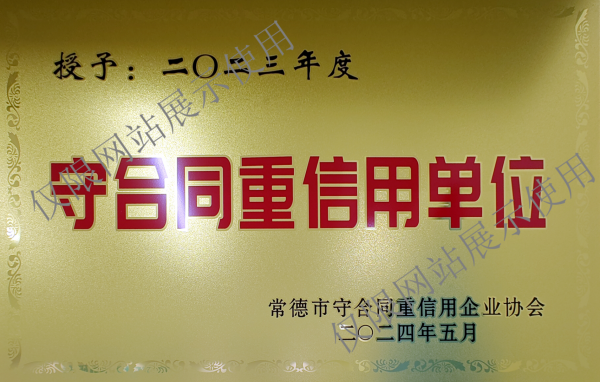 授予：二〇二三年度
守合同重信用单位
常德市守合同重信用企业协会
二〇二四年五月
仅限网站展示使用
仅限网站展示使用